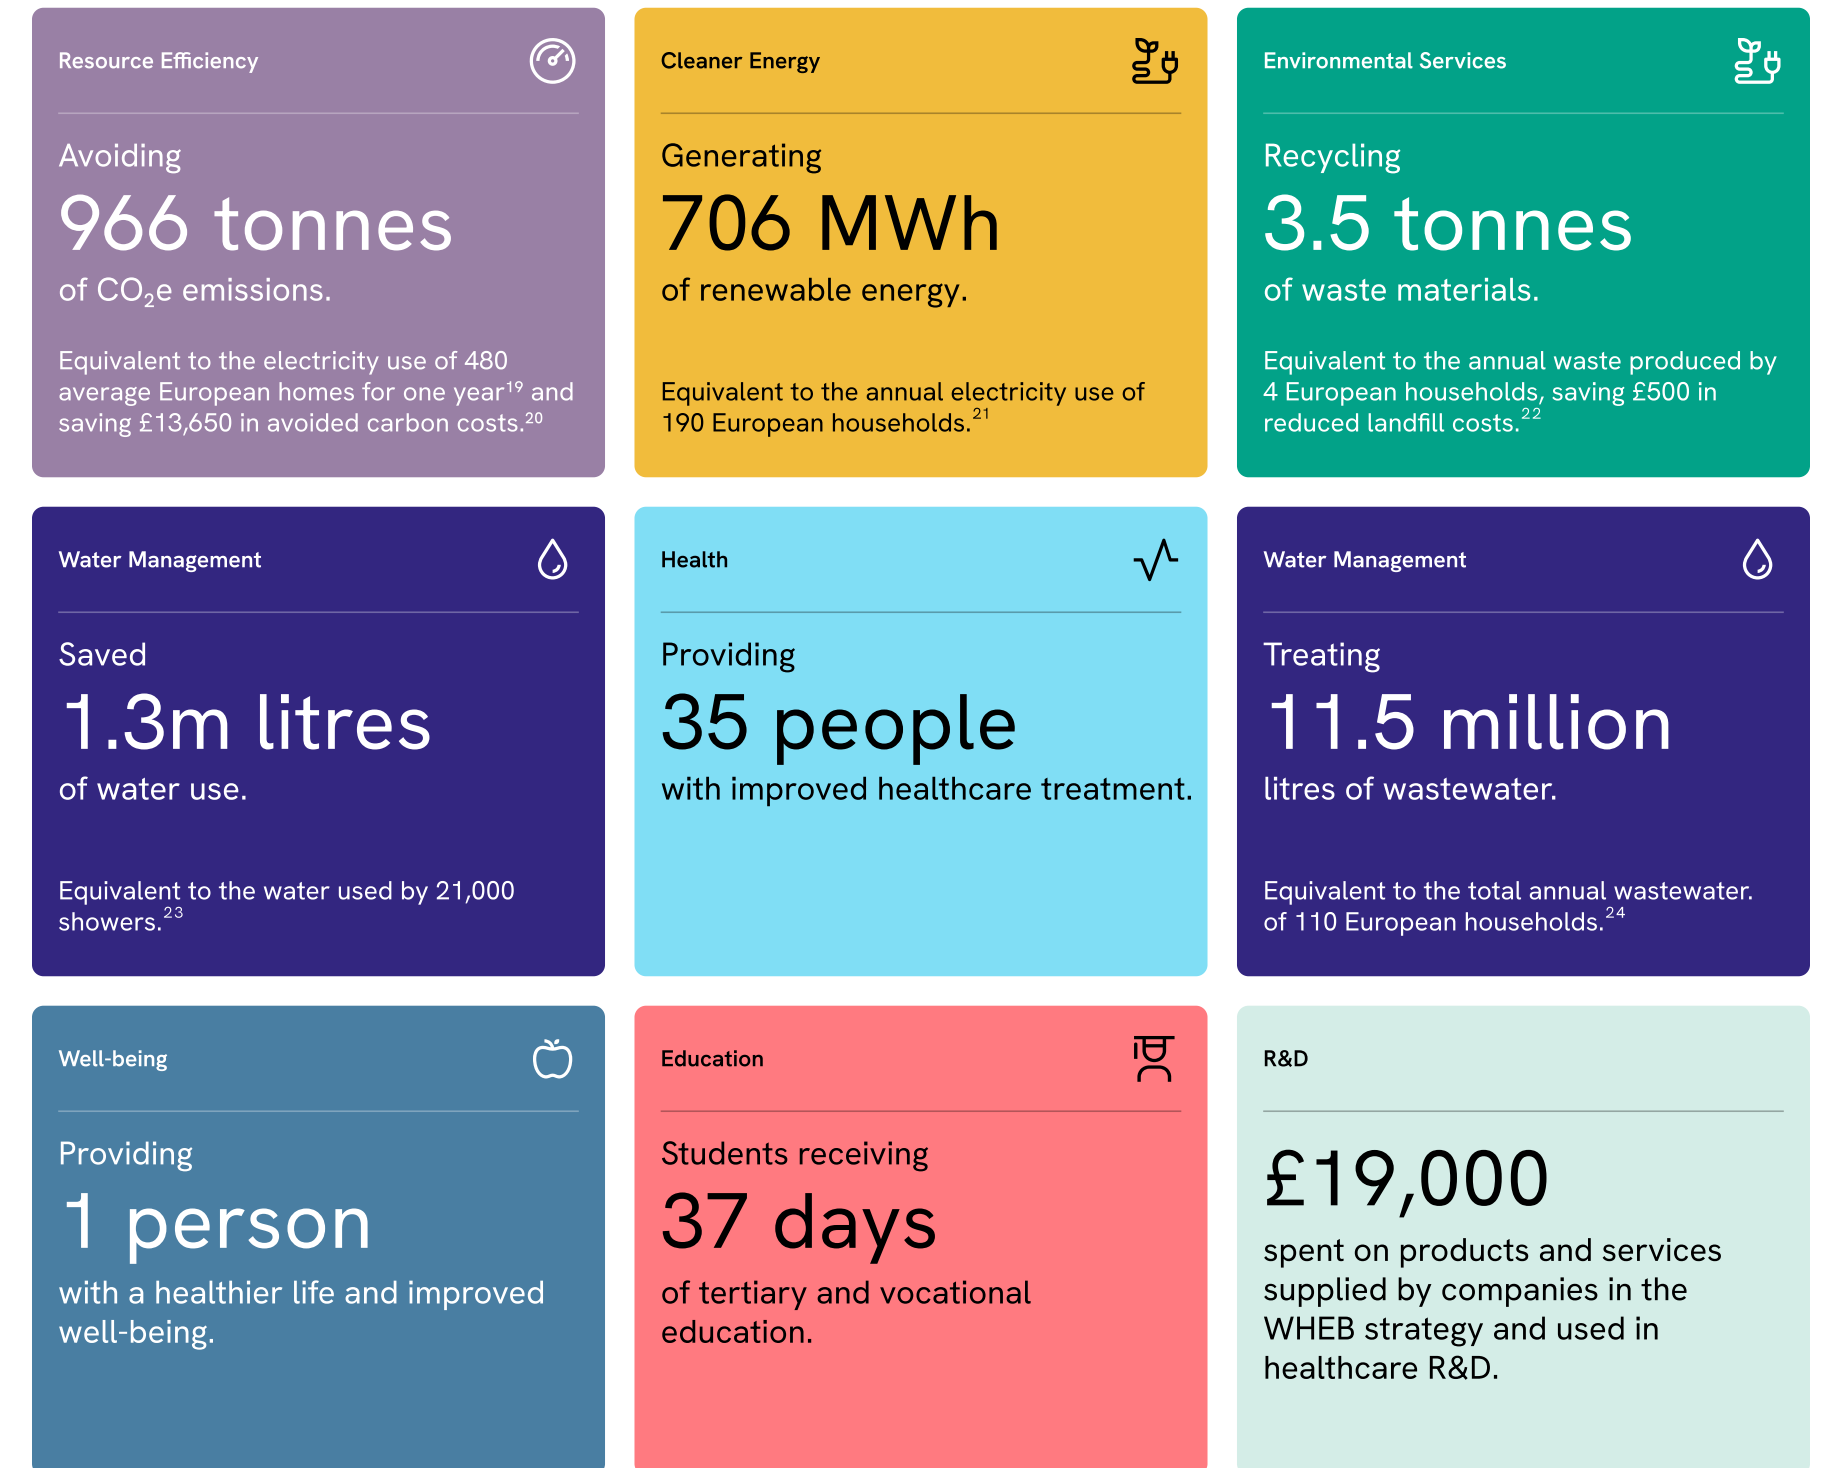 Resource Efficiency
Avoiding
966 tonnes
of CO₂e emissions.
Equivalent to the electricity use of 480
average European homes for one year¹⁹ and
saving £13,650 in avoided carbon costs.²⁰
Cleaner Energy
Generating
706 MWh
of renewable energy.
Equivalent to the annual electricity use of
190 European households.²¹
Environmental Services
Recycling
3.5 tonnes
of waste materials.
Equivalent to the annual waste produced by
4 European households, saving £500 in
reduced landfill costs.²²
Water Management
Saved
1.3m litres
of water use.
Equivalent to the water used by 21,000
showers.²³
Health
Providing
35 people
with improved healthcare treatment.
Water Management
Treating
11.5 million
litres of wastewater.
Equivalent to the total annual wastewater.
of 110 European households.²⁴
Well-being
Providing
1 person
with a healthier life and improved
well-being.
Education
Students receiving
37 days
of tertiary and vocational
education.
R&D
£19,000
spent on products and services
supplied by companies in the
WHEB strategy and used in
healthcare R&D.